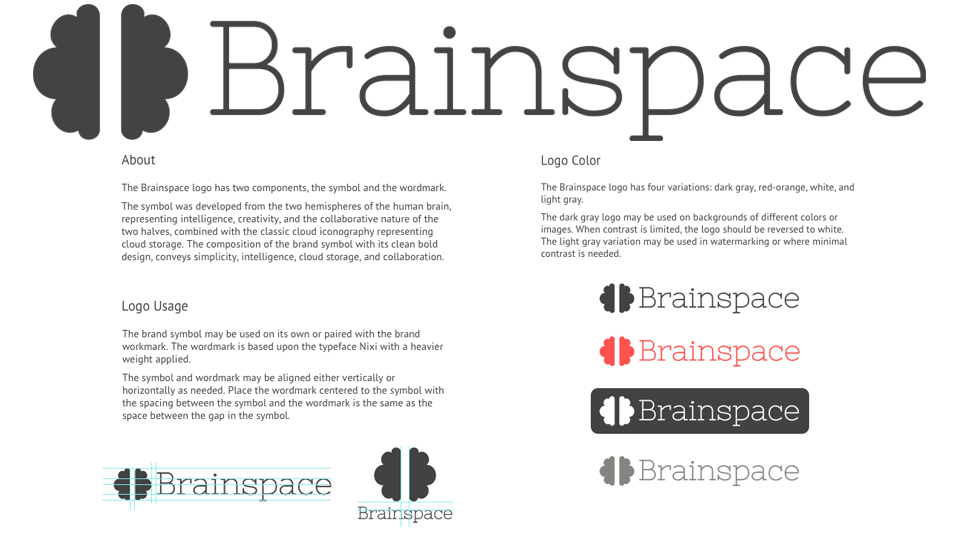 Brainspace
About
The Brainspace logo has two components, the symbol and the wordmark.
The symbol was developed from the two hemispheres of the human brain,
representing intelligence, creativity, and the collaborative nature of the
two halves, combined with the classic cloud iconography representing
cloud storage. The composition of the brand symbol with its clean bold
design, conveys simplicity, intelligence, cloud storage, and collaboration.
Logo Usage
The brand symbol may be used on its own or paired with the brand
workmark. The wordmark is based upon the typeface Nixi with a heavier
weight applied.
The symbol and wordmark may be aligned either vertically or
horizontally as needed. Place the wordmark centered to the symbol with
the spacing between the symbol and the wordmark is the same as the
space between the gap in the symbol.
Brainspace
Brainspace
Logo Color
The Brainspace logo has four variations: dark gray, red-orange, white, and
light gray.
The dark gray logo may be used on backgrounds of different colors or
images. When contrast is limited, the logo should be reversed to white.
The light gray variation may be used in watermarking or where minimal
contrast is needed.
Brainspace
Brainspace
Brainspace
Brainspace